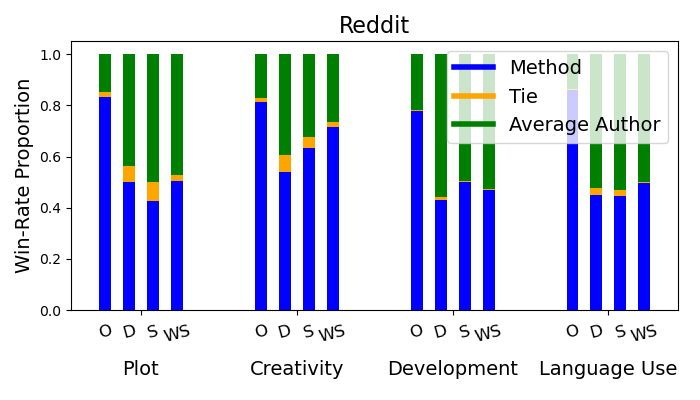 Reddit
Win-Rate Proportion
1.0
0.8
0.6
0.4
0.2
0.0
Method
Tie
Average Author
O D S WS O D S WS O D S WS O D S WS
Plot Creativity Development Language Use